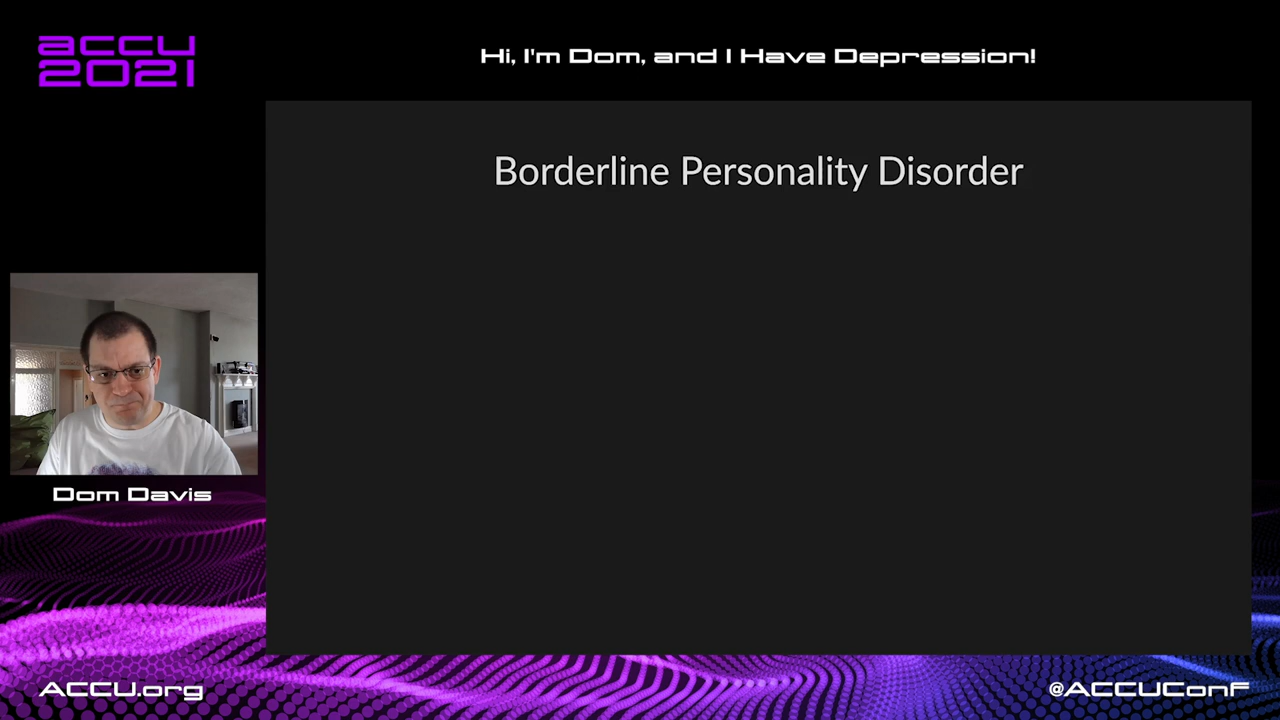 accu
2021
Hi, I'm Dom, and I Have Depression!
Borderline Personality Disorder
Dom Davis
ACCU.org
@ACCUConf